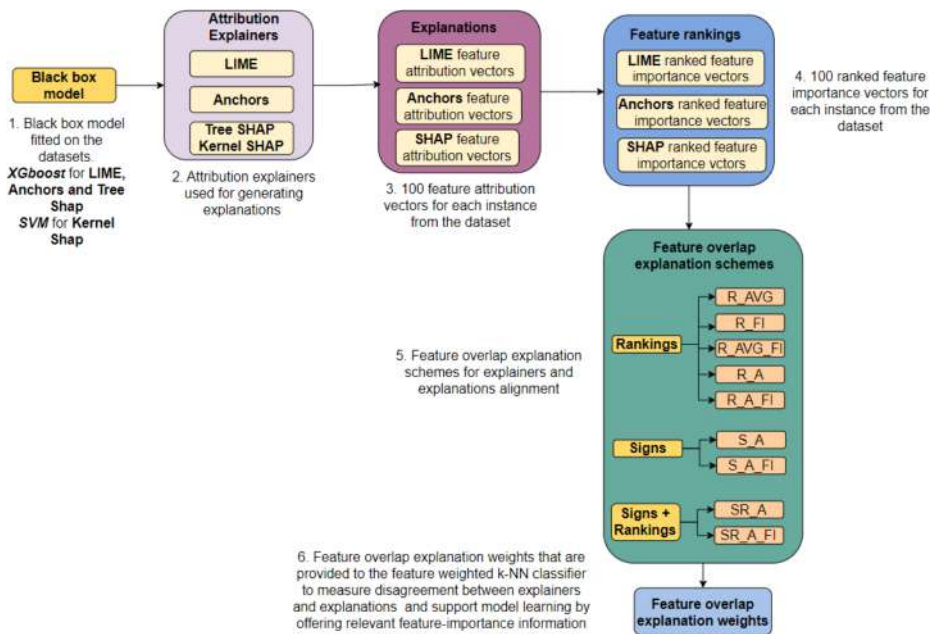 Black box
model
1. Black box model
fitted on the
datasets.
XGboost for LIME,
Anchors and Tree
Shap
SVM for Kernel
Shap
Attribution
Explainers
LIME
Anchors
Tree SHAP
Kernel SHAP
2. Attribution explainers
used for generating
explanations
Explanations
LIME feature
attribution vectors
Anchors feature
attribution vectors
SHAP feature
attribution vectors
3. 100 feature attribution
vectors for each instance
from the dataset
Feature rankings
LIME ranked feature
importance vectors
Anchors ranked feature
importance vectors
SHAP ranked feature
importance vctors
4. 100 ranked feature
importance vectors for
each instance from the
dataset
Feature overlap
explanation schemes
Rankings
R_AVG
R_FI
R_AVG_FI
R_A
R_A_FI
Signs
S_A
S_A_FI
Signs +
Rankings
SR_A
SR_A_FI
5. Feature overlap explanation
schemes for explainers and
explanations alignment
6. Feature overlap explanation weights that are
provided to the feature weighted k-NN classifier
to measure disagreement between explainers
and explanations and support model learning by
offering relevant feature-importance information
Feature overlap
explanation weights